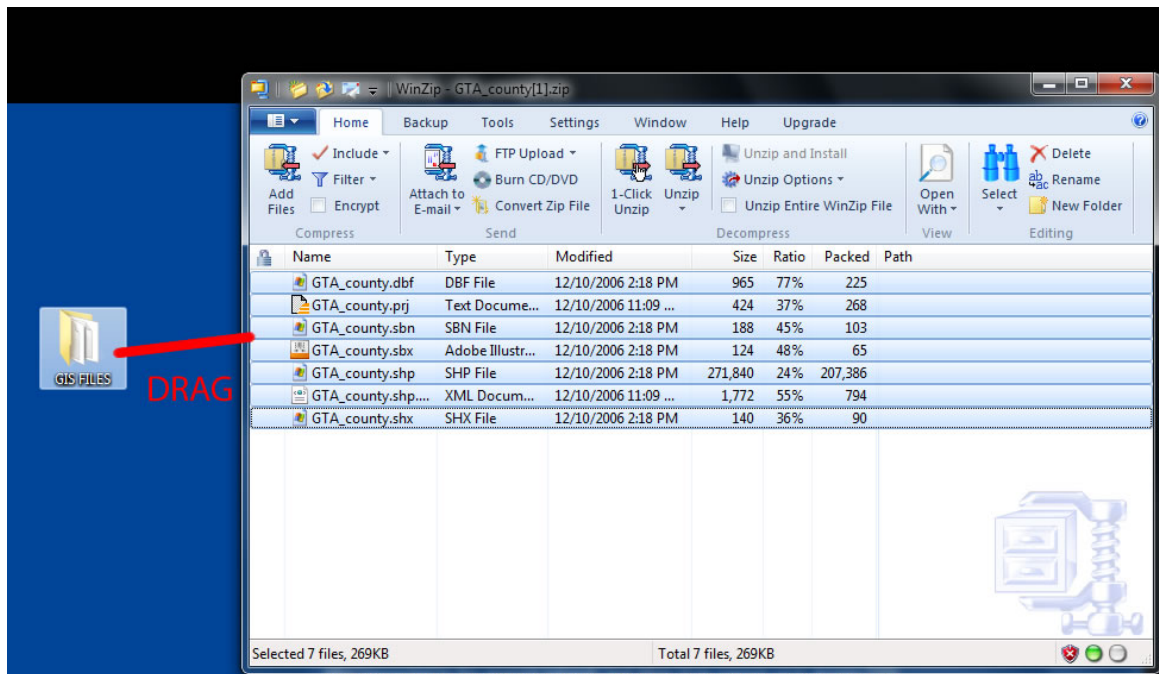 WinZip - GTA_county[1].zip
Home Backup Tools Settings Window Help Upgrade
Add Files
Include
Filter
Encrypt
Compress
Attach to E-mail
FTP Upload
Burn CD/DVD
Convert Zip File
Send
1-Click Unzip
Unzip
Unzip and Install
Unzip Options
Unzip Entire WinZip File
Decompress
Open With
View
Select
Delete
Rename
New Folder
Editing
Name Type Modified Size Ratio Packed Path
GTA_county.dbf DBF File 12/10/2006 2:18 PM 965 77% 225
GTA_county.prj Text Docume... 12/10/2006 11:09 ... 424 37% 268
GTA_county.sbn SBN File 12/10/2006 2:18 PM 188 45% 103
GTA_county.sbx Adobe Illustr... 12/10/2006 2:18 PM 124 48% 65
GTA_county.shp SHP File 12/10/2006 2:18 PM 271,840 24% 207,386
GTA_county.shp.... XML Docum... 12/10/2006 11:09 ... 1,772 55% 794
GTA_county.shx SHX File 12/10/2006 2:18 PM 140 36% 90
GIS FILES
DRAG
Selected 7 files, 269KB Total 7 files, 269KB